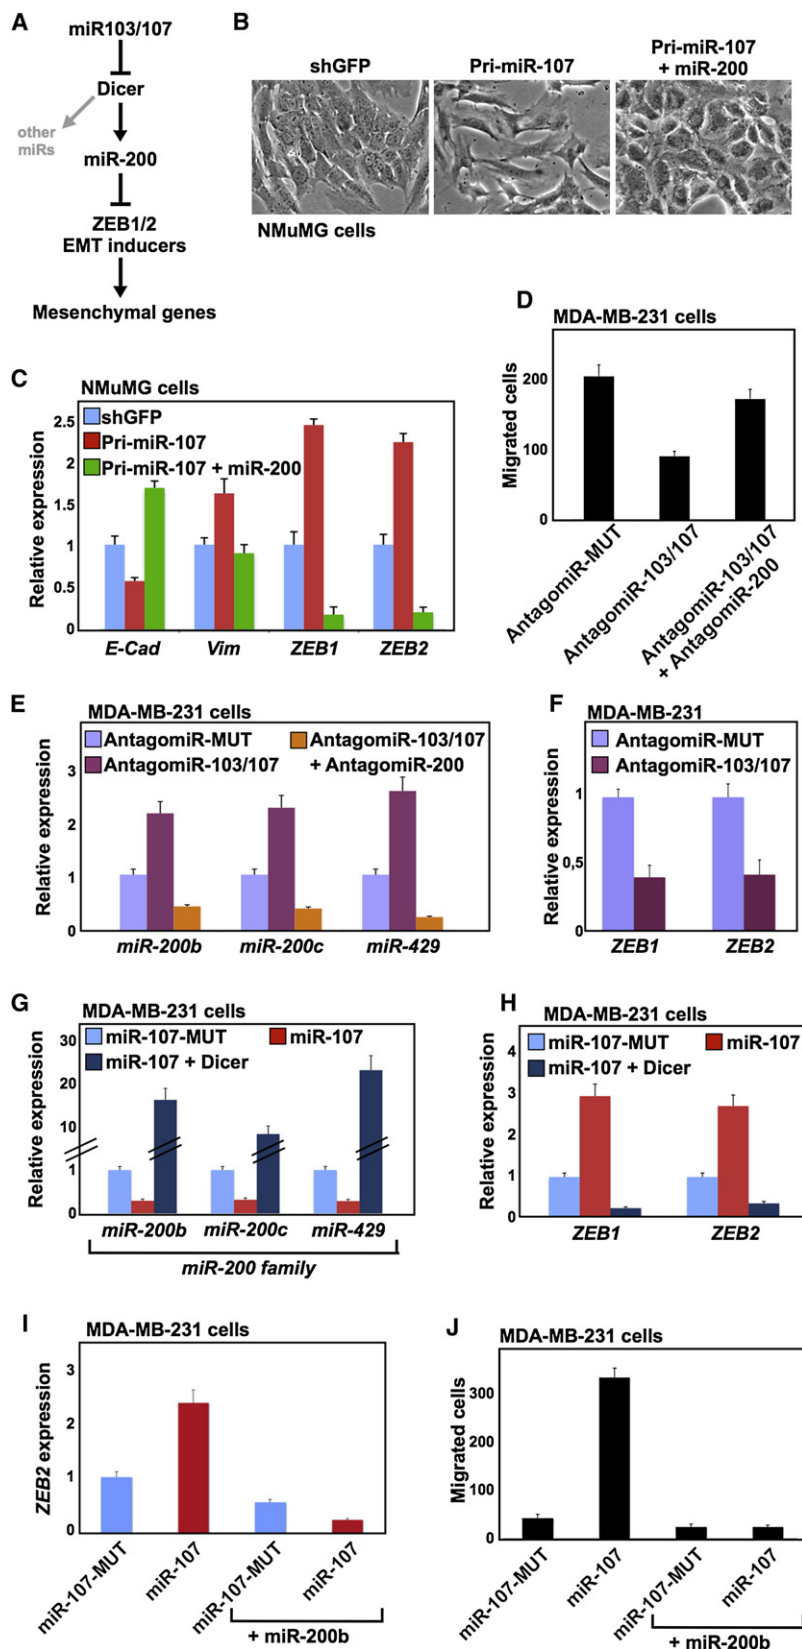 A
miR103/107
Dicer
other
miRs
miR-200
ZEB1/2
EMT inducers
Mesenchymal genes
B
shGFP
Pri-miR-107
Pri-miR-107
+ miR-200
NMuMG cells
C
NMuMG cells
shGFP
Pri-miR-107
Pri-miR-107 + miR-200
Relative expression
2.5
2
1.5
1
0.5
0
E-Cad
Vim
ZEB1
ZEB2
D
MDA-MB-231 cells
Migrated cells
200
100
0
AntagomiR-MUT
AntagomiR-103/107
AntagomiR-103/107
+ AntagomiR-200
E
MDA-MB-231 cells
AntagomiR-MUT
AntagomiR-103/107
AntagomiR-103/107
+ AntagomiR-200
Relative expression
3
2
1
0
miR-200b
miR-200c
miR-429
F
MDA-MB-231
AntagomiR-MUT
AntagomiR-103/107
Relative expression
1
0,5
0
ZEB1
ZEB2
G
MDA-MB-231 cells
miR-107-MUT
miR-107
miR-107 + Dicer
Relative expression
30
20
10
1
0
miR-200b
miR-200c
miR-429
miR-200 family
H
MDA-MB-231 cells
miR-107-MUT
miR-107
miR-107 + Dicer
Relative expression
4
3
2
1
0
ZEB1
ZEB2
I
MDA-MB-231 cells
ZEB2 expression
3
2
1
0
miR-107-MUT
miR-107
miR-107-MUT
miR-107
+ miR-200b
J
MDA-MB-231 cells
Migrated cells
300
200
100
0
miR-107-MUT
miR-107
miR-107-MUT
miR-107
+ miR-200b